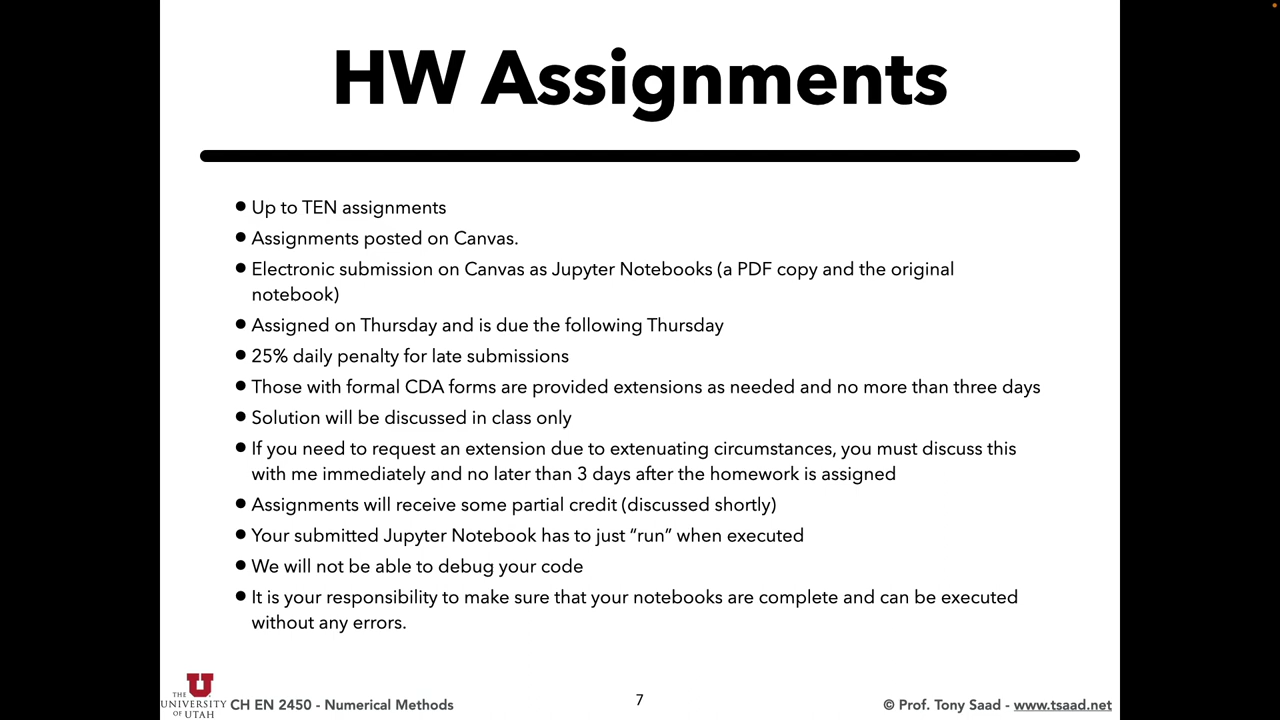 HW Assignments
● Up to TEN assignments
● Assignments posted on Canvas.
● Electronic submission on Canvas as Jupyter Notebooks (a PDF copy and the original
notebook)
● Assigned on Thursday and is due the following Thursday
● 25% daily penalty for late submissions
● Those with formal CDA forms are provided extensions as needed and no more than three days
● Solution will be discussed in class only
● If you need to request an extension due to extenuating circumstances, you must discuss this
with me immediately and no later than 3 days after the homework is assigned
● Assignments will receive some partial credit (discussed shortly)
● Your submitted Jupyter Notebook has to just “run” when executed
● We will not be able to debug your code
● It is your responsibility to make sure that your notebooks are complete and can be executed
without any errors.
U
THE
UNIVERSITY
OF UTAH
CH EN 2450 - Numerical Methods
7
© Prof. Tony Saad - www.tsaad.net